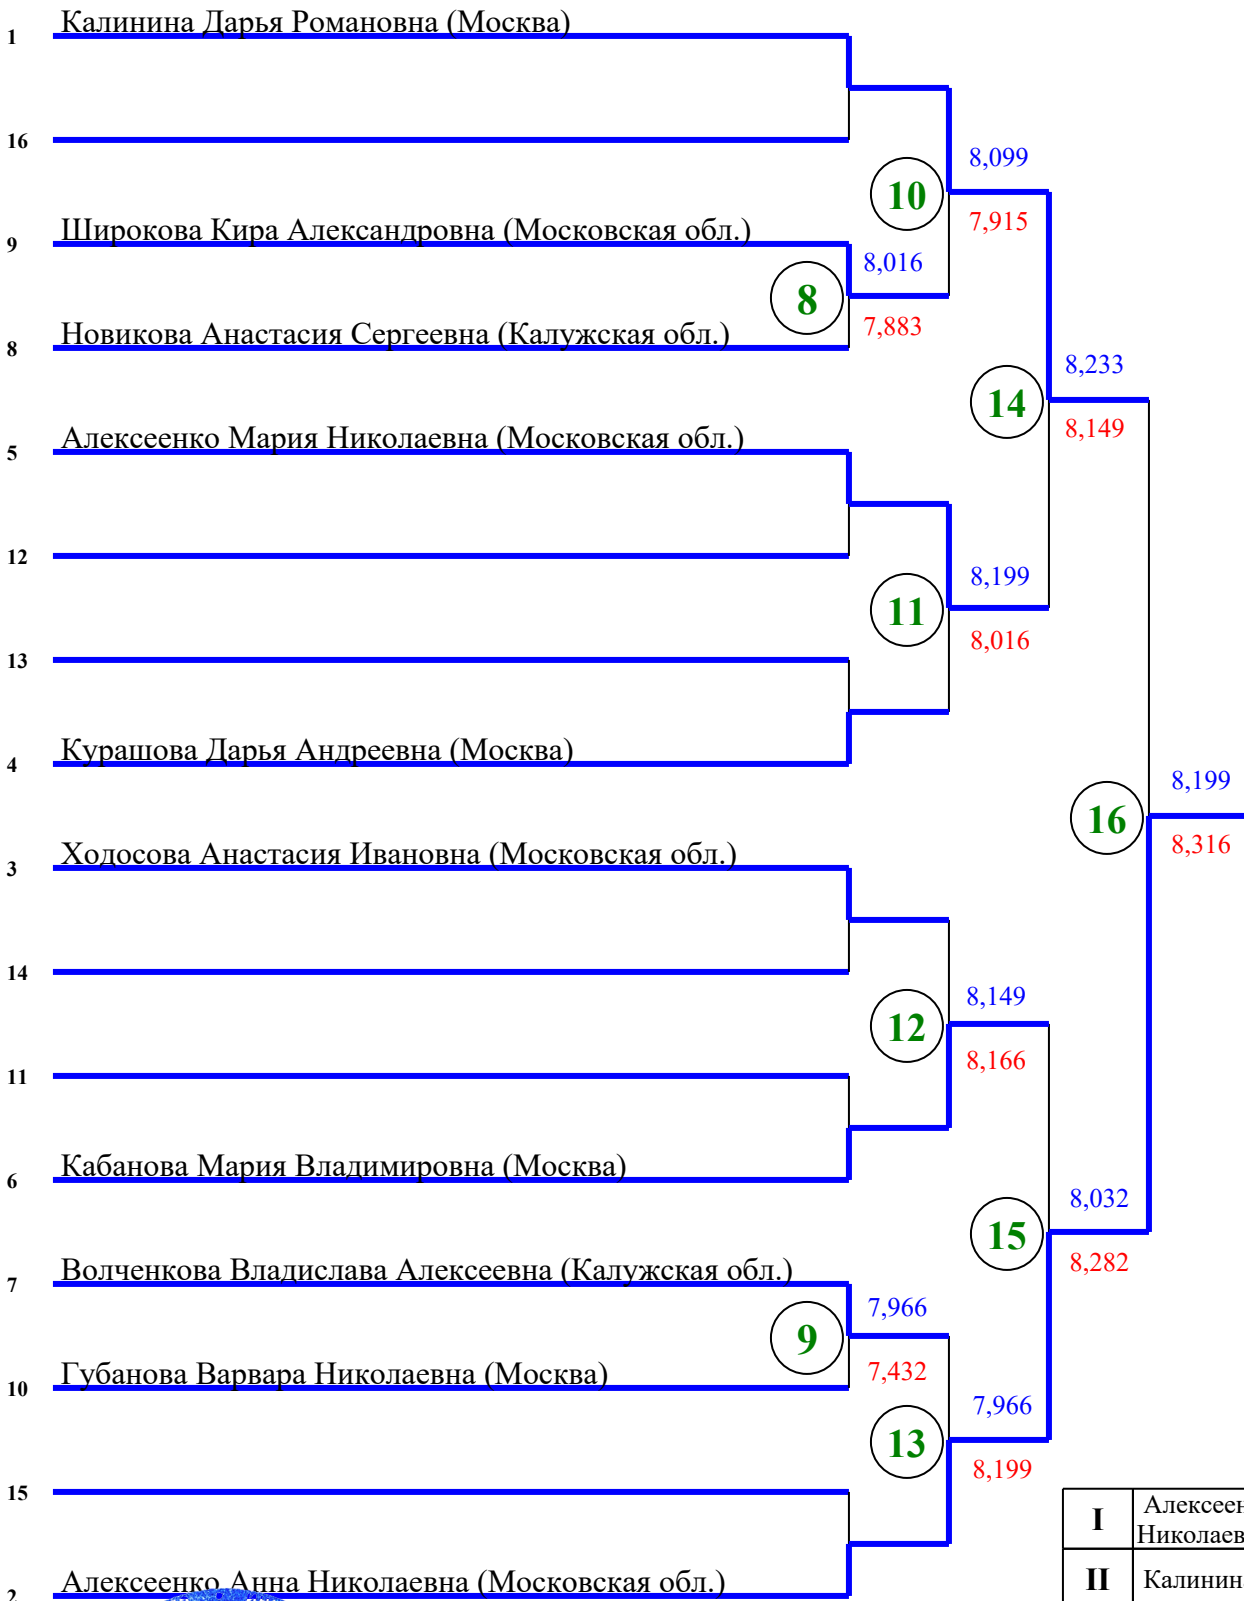 1 Калинина Дарья Романовна (Москва)
16
8,099
10
7,915
9 Широкова Кира Александровна (Московская обл.)
8,016
8
7,883
8 Новикова Анастасия Сергеевна (Калужская обл.)
8,233
14
8,149
5 Алексеенко Мария Николаевна (Московская обл.)
12
8,199
11
8,016
13
4 Курашова Дарья Андреевна (Москва)
8,199
16
8,316
3 Ходосова Анастасия Ивановна (Московская обл.)
14
8,149
12
8,166
11
6 Кабанова Мария Владимировна (Москва)
8,032
15
8,282
7 Волченкова Владислава Алексеевна (Калужская обл.)
7,966
9
7,432
10 Губанова Варвара Николаевна (Москва)
7,966
13
8,199
15
I Алексеен
Николаев
II Калинин
2 Алексеенко Анна Николаевна (Московская обл.)